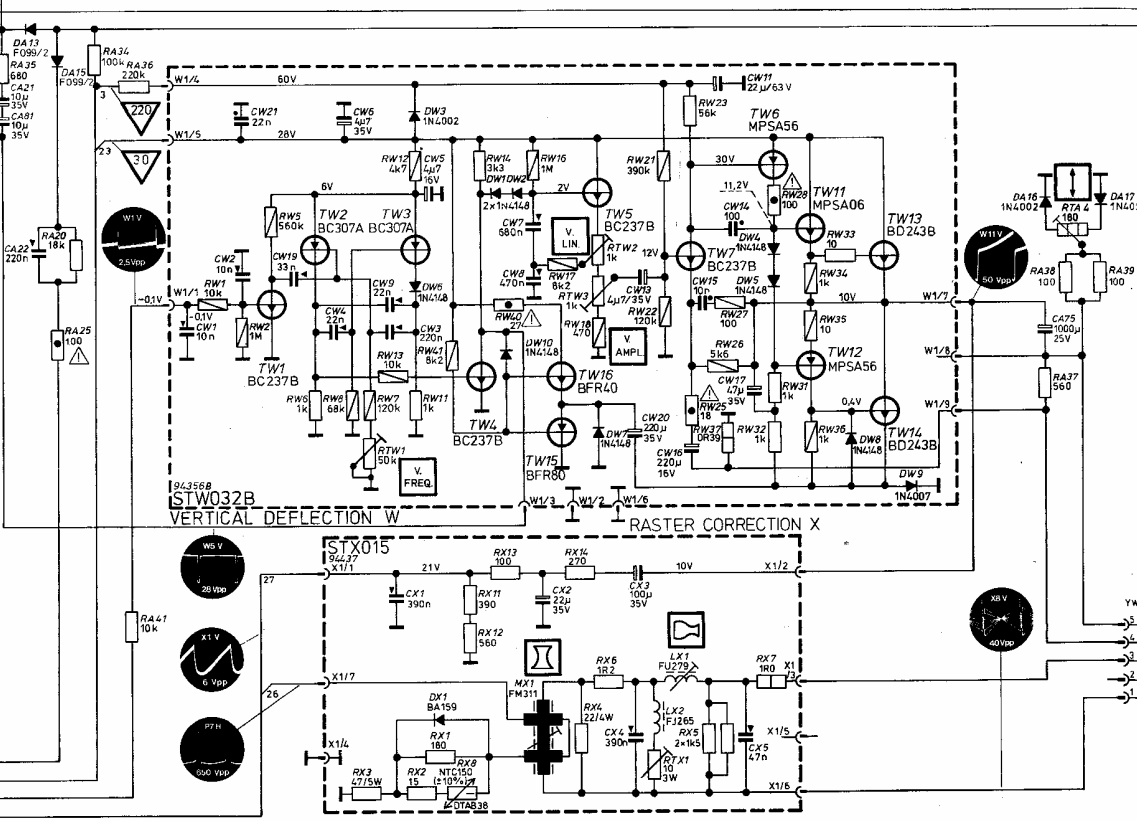 DA13
F099/2
RA35
680
CA21
10µ
35V
CA81
10µ
35V
DA15
F099/2
RA34
100k
RA36
220k
3
220
23
30
W1/4
60V
W1/5
28V
CW21
22n
CW6
4µ7
35V
DW3
1N4002
CW11
22µ/63V
RW23
56k
TW6
MPSA56
RW12
4k7
CW5
4µ7
16V
RW14
3k3
RW16
1M
DW1 DW2
2x1N4148
2V
RW21
390k
30V
RW28
100
11,2V
6V
RW5
560k
TW2
BC307A
TW3
BC307A
CW7
680n
V.
LIN.
TW5
BC237B
RTW2
1k
CW14
100
TW11
MPSA06
TW13
BD243B
RW33
10
DW4
1N4148
TW7
BC237B
12V
W1V
2,5Vpp
CA22
220n
RA20
18k
CW2
10n
CW19
33n
CW9
22n
DW6
1N4148
CW8
470n
RW17
8k2
RTW3
1k
CW13
4µ7/35V
CW15
10n
RW27
100
DW5
1N4148
RW34
1k
10V
W1/7
-0,1V
W1/1
RW1
10k
-0,1V
CW1
10n
RW2
1M
CW4
22n
CW3
220n
RW40
27
RW18
470
RW22
120k
RW35
10
RA25
100
TW1
BC237B
RW13
10k
RW41
8k2
DW10
1N4148
V.
AMPL.
RW26
5k6
TW12
MPSA56
W1/8
RW6
1k
RW8
68k
RW7
120k
RW11
1k
TW16
BFR40
TW4
BC237B
CW17
47µ
35V
RW31
1k
RW25
18
0,4V
W1/9
RTW1
50k
V.
FREQ.
TW15
BFR80
DW7
1N4148
CW20
220µ
35V
CW16
220µ
16V
RW37
0R39
RW32
1k
RW36
1k
DW8
1N4148
TW14
BD243B
DW9
1N4007
94356B
STW032B
W1/3
W1/2
W1/6
VERTICAL DEFLECTION W
RASTER CORRECTION X
DA16
1N4002
RTA4
180
DA17
W11V
50Vpp
RA38
100
RA39
100
CA75
1000µ
25V
RA37
560
W5V
28Vpp
X1V
6Vpp
P7H
650Vpp
X8V
40Vpp
RA41
10k
27
26
STX015
94437
X1/1
21V
CX1
390n
RX11
390
RX12
560
RX13
100
CX2
22µ
35V
RX14
270
CX3
100µ
35V
10V
X1/2
X1/7
MX1
FM311
RX6
1R2
LX1
FU279
RX7
1R0
X1
/3
DX1
BA159
RX1
180
RX4
22/4W
CX4
390n
LX2
FJ265
RX5
2x1k5
CX5
47n
X1/5
X1/4
RX3
47/5W
RX2
15
RX8
NTC150
(±10%)
DTAB38
RTX1
10
3W
X1/6
YW
5
4
3
2
1